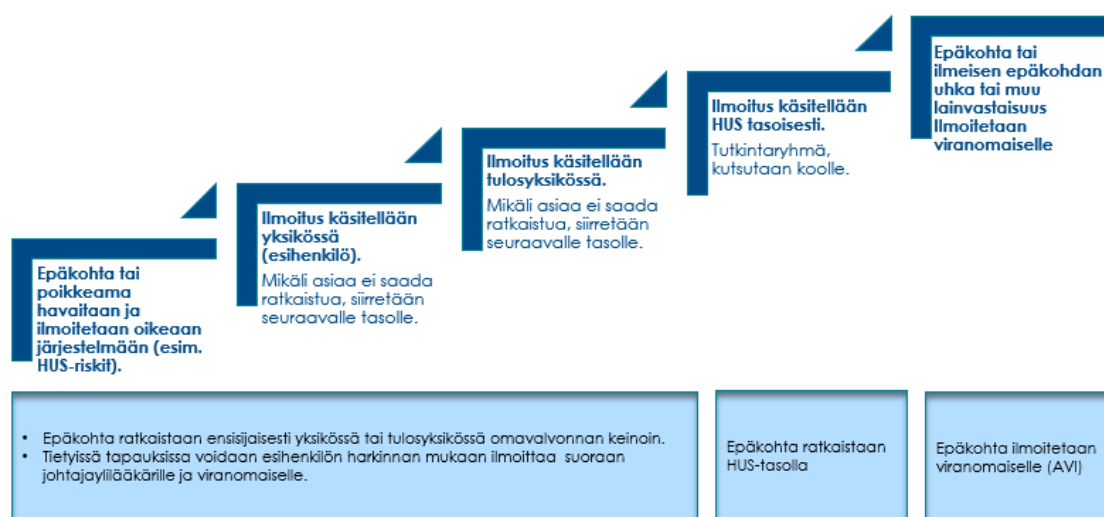 Epäkohta tai
poikkeama
havaitaan ja
ilmoitetaan oikeaan
järjestelmään (esim.
HUS-riskit).
Ilmoitus käsitellään
yksikössä
(esihenkilö).
Mikäli asiaa ei saada
ratkaistua, siirretään
seuraavalle tasolle.
Ilmoitus käsitellään
tulosyksikössä.
Mikäli asiaa ei saada
ratkaistua, siirretään
seuraavalle tasolle.
Ilmoitus käsitellään
HUS tasoisesti.
Tutkintaryhmä,
kutsutaan koolle.
Epäkohta tai
ilmeisen epäkohdan
uhka tai muu
lainvastaisuus
Ilmoitetaan
viranomaiselle
• Epäkohta ratkaistaan ensisijaisesti yksikössä tai tulosyksikössä omavalvonnan keinoin.
• Tietyissä tapauksissa voidaan esihenkilön harkinnan mukaan ilmoittaa suoraan
johtajaylilääkärille ja viranomaiselle.
Epäkohta ratkaistaan
HUS-tasolla
Epäkohta ilmoitetaan
viranomaiselle (AVI)